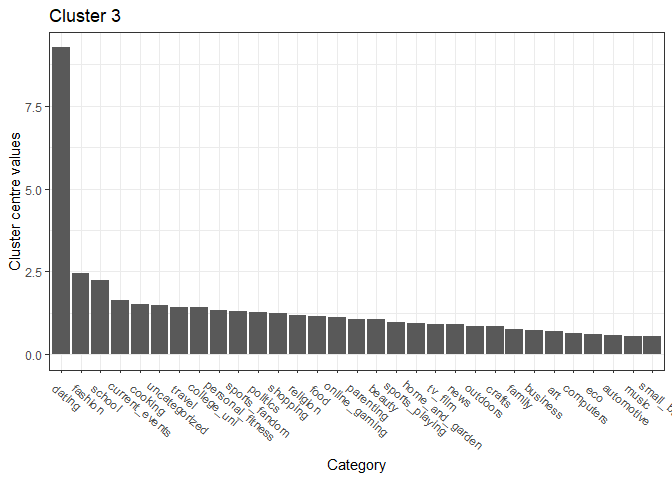 Cluster 3
Cluster centre values
7.5
5.0
2.5
0.0
dating
fashion
school
current_events
cooking
uncategorized
travel
college_uni
personal_fitness
sports_fandom
politics
shopping
religion
food
online_gaming
parenting
beauty
sports_playing
home_and_garden
tv_film
news
outdoors
crafts
family
business
art
computers
eco
automotive
music
Category